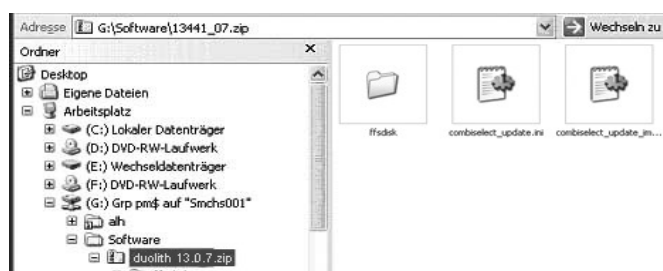 Adresse G:\Software\13441_07.zip Wechseln zu
Ordner
Desktop
Eigene Dateien
Arbeitsplatz
(C:) Lokaler Datenträger
(D:) DVD-RW-Laufwerk
(E:) Wechseldatenträger
(F:) DVD-RW-Laufwerk
(G:) Grp pm$ auf "Smchs001"
alh
Software
duolith 13.0.7.zip
ffsdisk
combiselect_update.ini
combiselect_update_im...